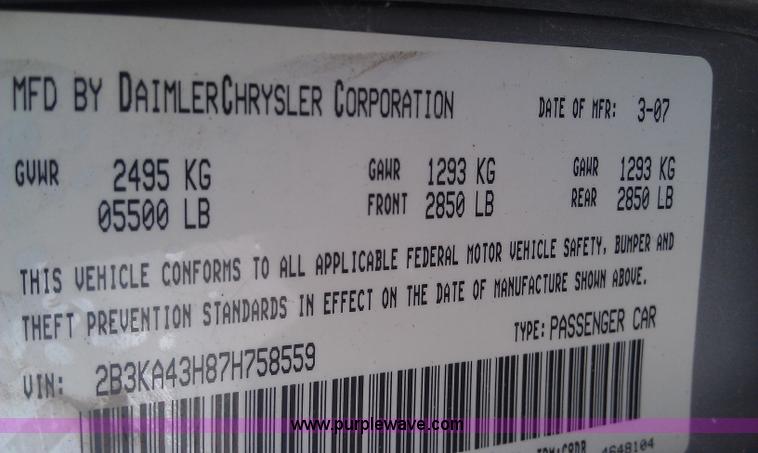 MFD BY DAIMLERCHRYSLER CORPORATION DATE OF MFR: 3-07
GVWR 2495 KG GAWR 1293 KG GAWR 1293 KG
05500 LB FRONT 2850 LB REAR 2850 LB
THIS VEHICLE CONFORMS TO ALL APPLICABLE FEDERAL MOTOR VEHICLE SAFETY, BUMPER AND
THEFT PREVENTION STANDARDS IN EFFECT ON THE DATE OF MANUFACTURE SHOWN ABOVE.
VIN: 2B3KA43H87H758559 TYPE: PASSENGER CAR
www.purplewave.com
4648104